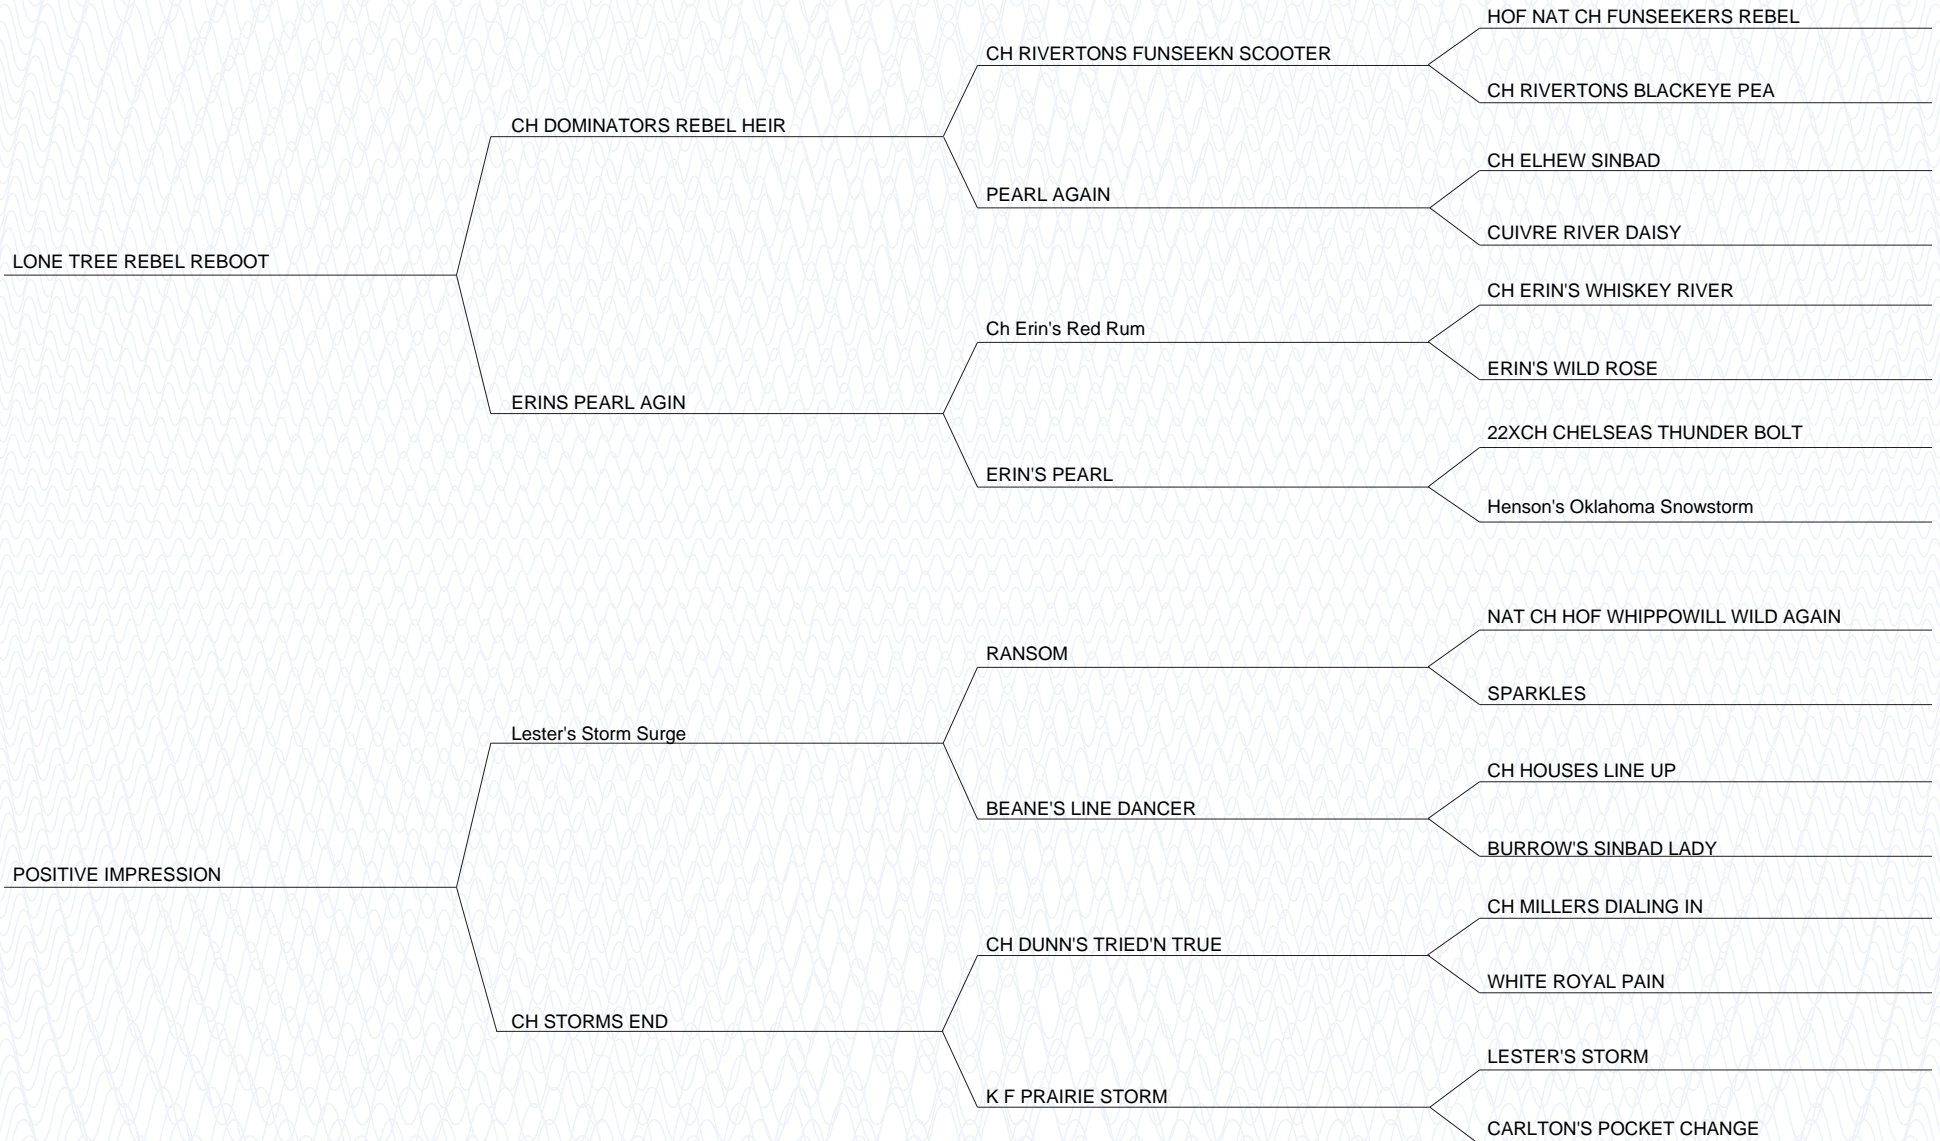 HOF NAT CH FUNSEEKERS REBEL
CH RIVERTONS FUNSEEKN SCOOTER
CH RIVERTONS BLACKEYE PEA
CH DOMINATORS REBEL HEIR
CH ELHEW SINBAD
PEARL AGAIN
CUIVRE RIVER DAISY
LONE TREE REBEL REBOOT
CH ERIN'S WHISKEY RIVER
Ch Erin's Red Rum
ERIN'S WILD ROSE
ERINS PEARL AGIN
22XCH CHELSEAS THUNDER BOLT
ERIN'S PEARL
Henson's Oklahoma Snowstorm
NAT CH HOF WHIPPOWILL WILD AGAIN
RANSOM
SPARKLES
Lester's Storm Surge
CH HOUSES LINE UP
BEANE'S LINE DANCER
BURROW'S SINBAD LADY
POSITIVE IMPRESSION
CH MILLERS DIALING IN
CH DUNN'S TRIED'N TRUE
WHITE ROYAL PAIN
CH STORMS END
LESTER'S STORM
K F PRAIRIE STORM
CARLTON'S POCKET CHANGE